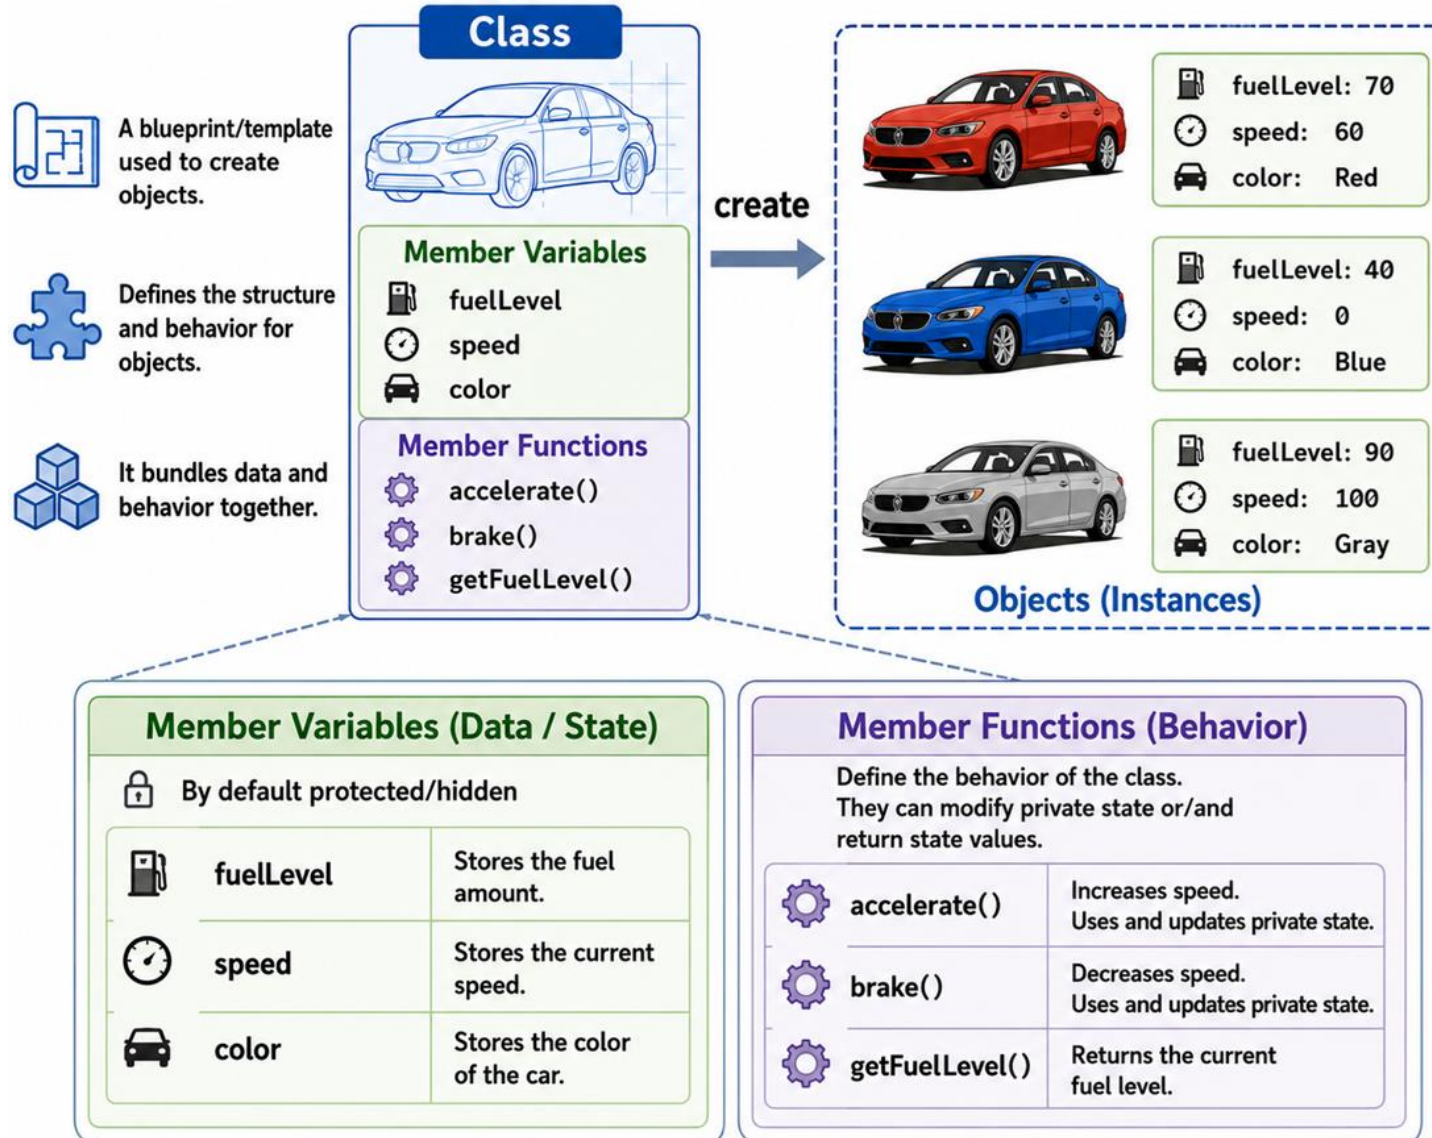 Class
A blueprint/template
used to create
objects.
Defines the structure
and behavior for
objects.
It bundles data and
behavior together.
Member Variables
fuelLevel
speed
color
Member Functions
accelerate()
brake()
getFuelLevel()
create
fuelLevel: 70
speed: 60
color: Red
fuelLevel: 40
speed: 0
color: Blue
fuelLevel: 90
speed: 100
color: Gray
Objects (Instances)
Member Variables (Data / State)
By default protected/hidden
fuelLevel
Stores the fuel
amount.
speed
Stores the current
speed.
color
Stores the color
of the car.
Member Functions (Behavior)
Define the behavior of the class.
They can modify private state or/and
return state values.
accelerate()
Increases speed.
Uses and updates private state.
brake()
Decreases speed.
Uses and updates private state.
getFuelLevel()
Returns the current
fuel level.